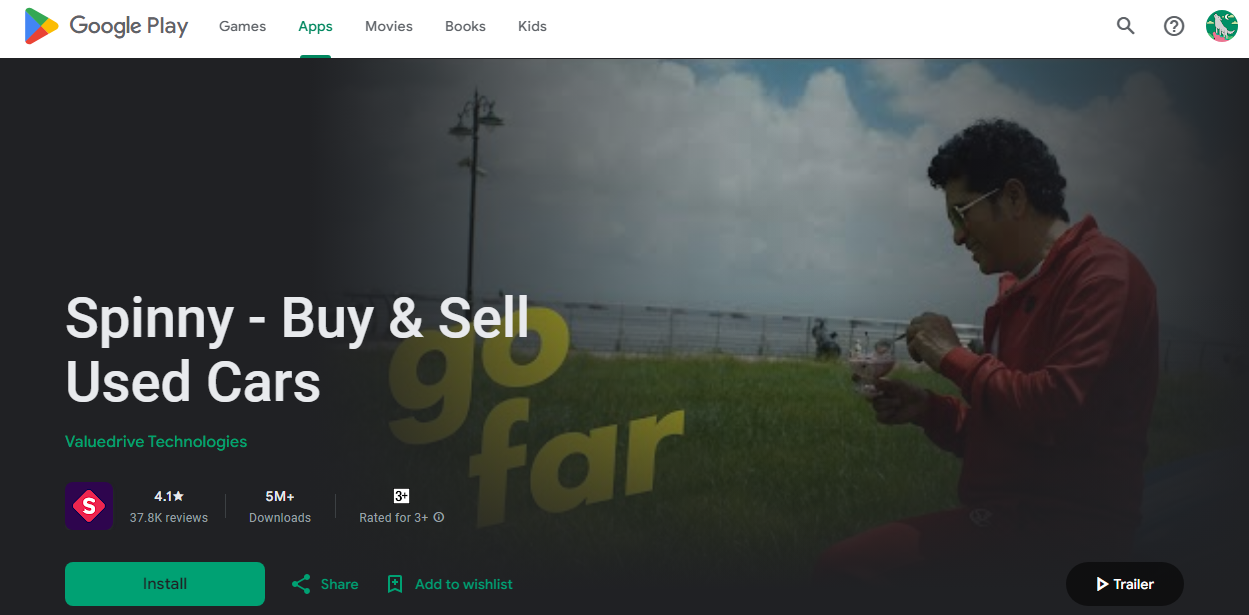 Google Play Games Apps Movies Books Kids
Spinny - Buy & Sell
Used Cars
go
far
Valuedrive Technologies
S
4.1★ 5M+ 3+
37.8K reviews Downloads Rated for 3+
Install Share Add to wishlist Trailer